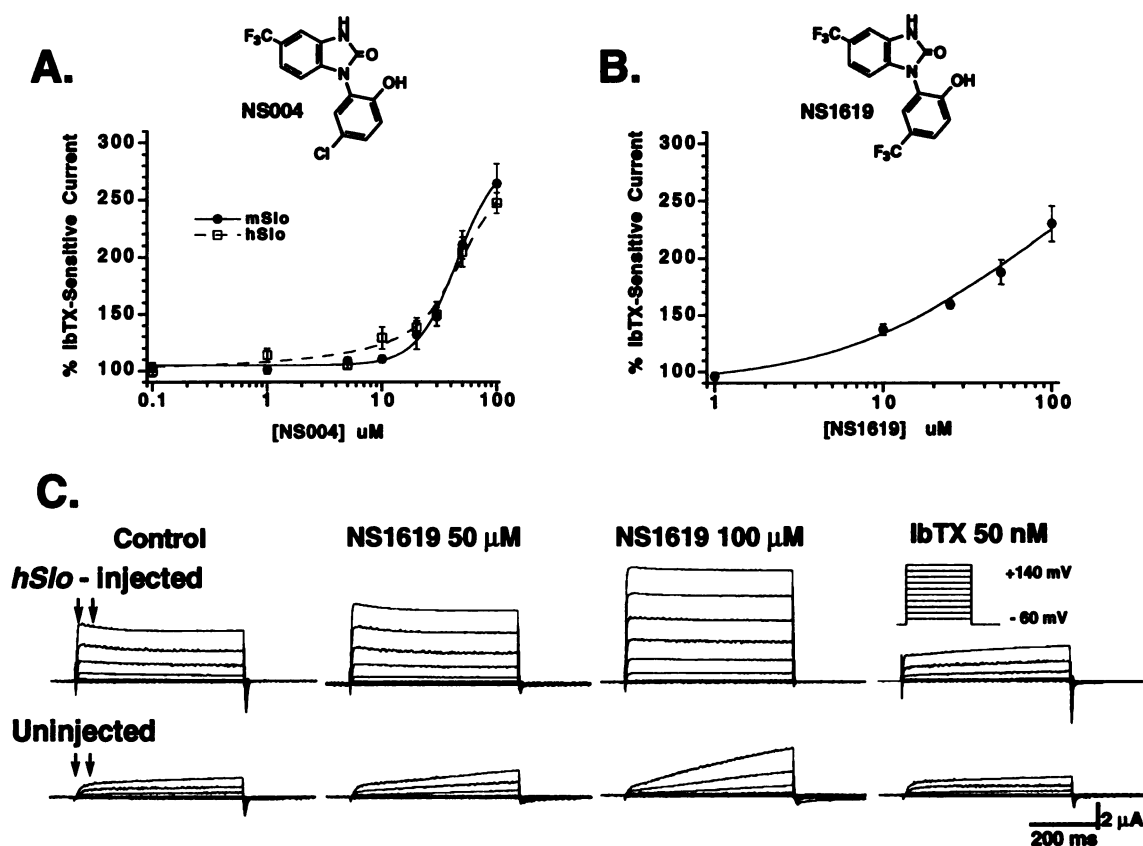 A.
H
F₃C
N
O
N
OH
NS004
Cl
% IbTX-Sensitive Current
300
250
200
150
100
mSlo
hSlo
0.1 1 10 100
[NS004] uM
B.
H
F₃C
N
O
N
OH
NS1619
F₃C
% IbTX-Sensitive Current
300
250
200
150
100
1 10 100
[NS1619] uM
C.
Control NS1619 50 μM NS1619 100 μM IbTX 50 nM
hSlo - injected
+140 mV
- 60 mV
Uninjected
2 μA
200 ms